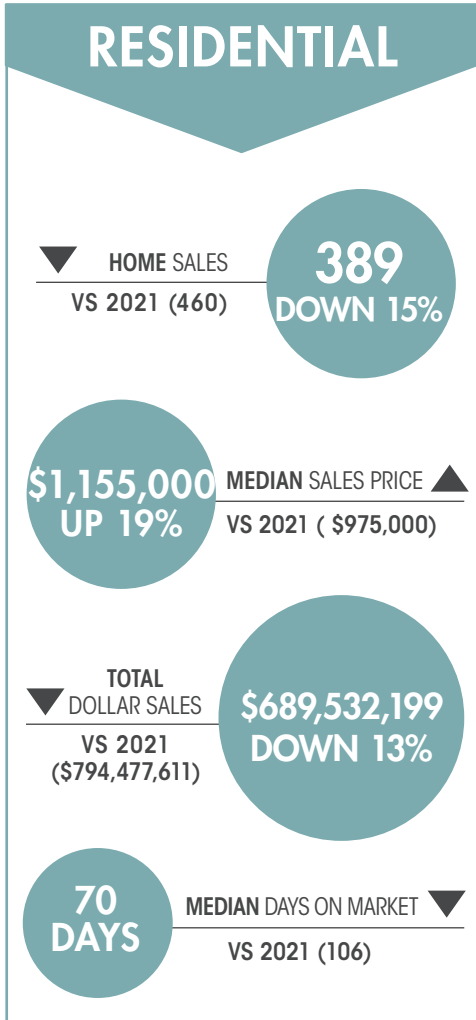 RESIDENTIAL
HOME SALES
VS 2021 (460)
389
DOWN 15%
$1,155,000
UP 19%
MEDIAN SALES PRICE
VS 2021 ( $975,000)
TOTAL
DOLLAR SALES
VS 2021
($794,477,611)
$689,532,199
DOWN 13%
70
DAYS
MEDIAN DAYS ON MARKET
VS 2021 (106)